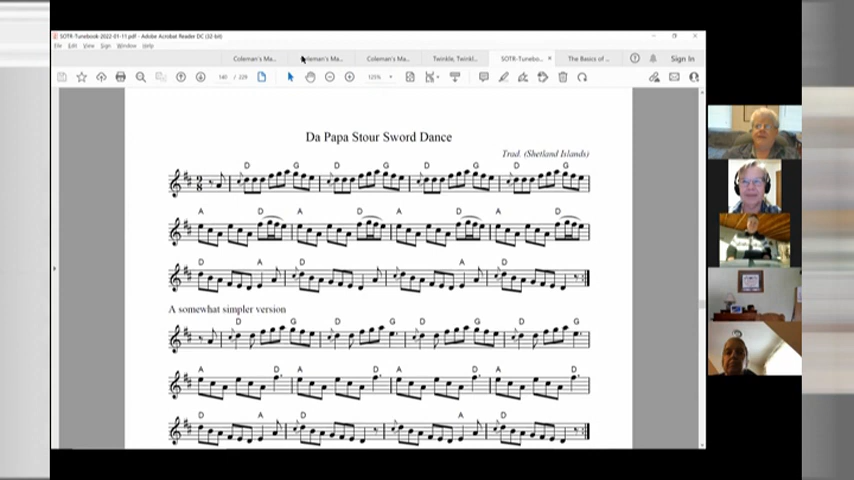 SOTR-Tunebook-2022-01-11.pdf - Adobe Acrobat Reader DC (32-bit)
File Edit View Sign Window Help
Coleman's Ma... Coleman's Ma... Coleman's Ma... Twinkle, Twinkl... SOTR-Tunebo... × The Basics of ... Sign In
140 / 229 125%
Da Papa Stour Sword Dance
Trad. (Shetland Islands)
D G D G D G D G
A D A D A D A D
D A D A D
A somewhat simpler version
D G D G D G D G
A D A D A D A D
D A D A D